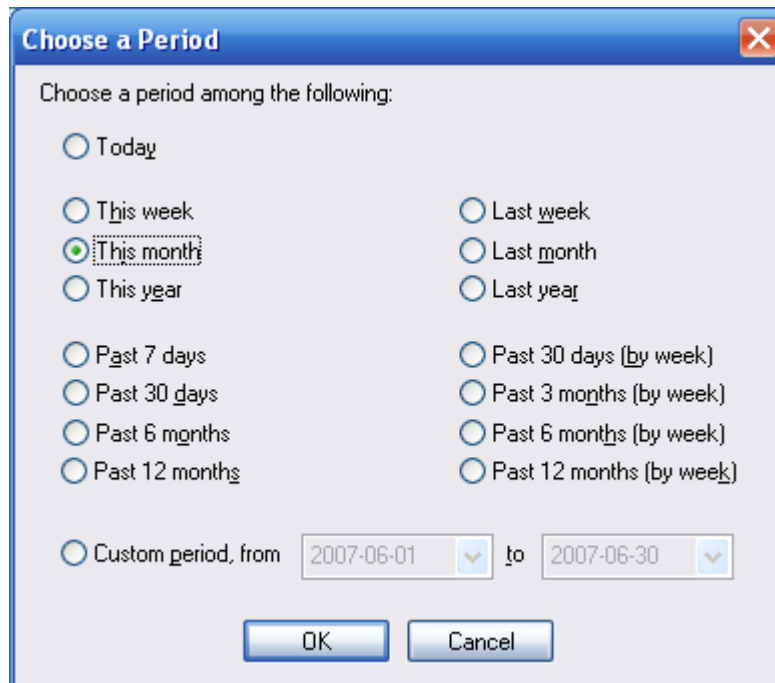 Choose a Period
Choose a period among the following:
Today
This week
Last week
This month
Last month
This year
Last year
Past 7 days
Past 30 days (by week)
Past 30 days
Past 3 months (by week)
Past 6 months
Past 6 months (by week)
Past 12 months
Past 12 months (by week)
Custom period, from 2007-06-01 to 2007-06-30
OK
Cancel